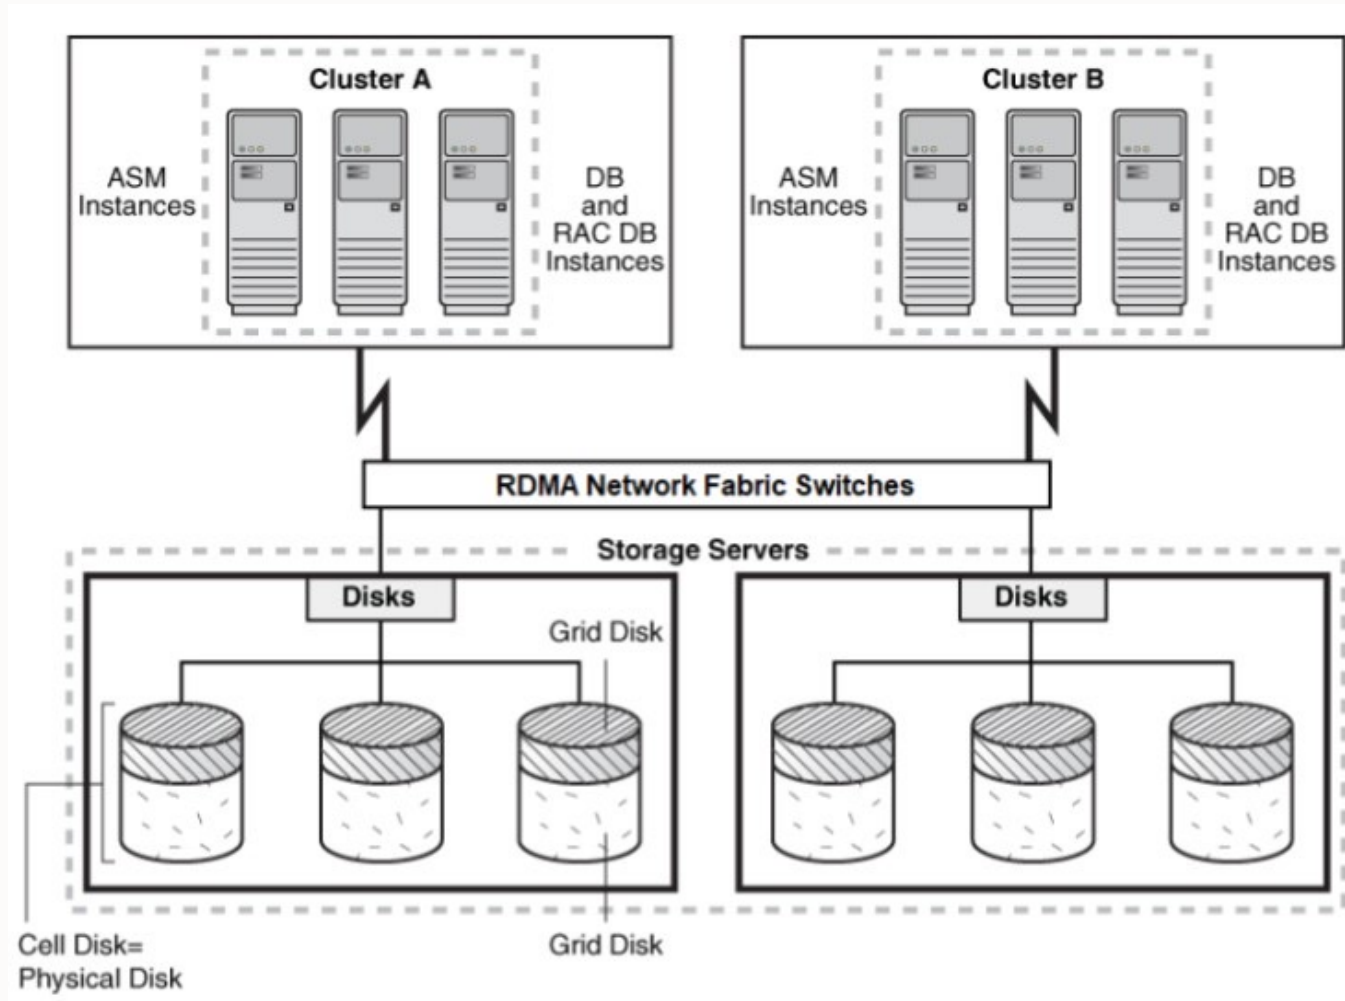 Cluster A
ASM
Instances
DB
and
RAC DB
Instances
Cluster B
ASM
Instances
DB
and
RAC DB
Instances
RDMA Network Fabric Switches
Storage Servers
Disks
Grid Disk
Disks
Cell Disk=
Physical Disk
Grid Disk